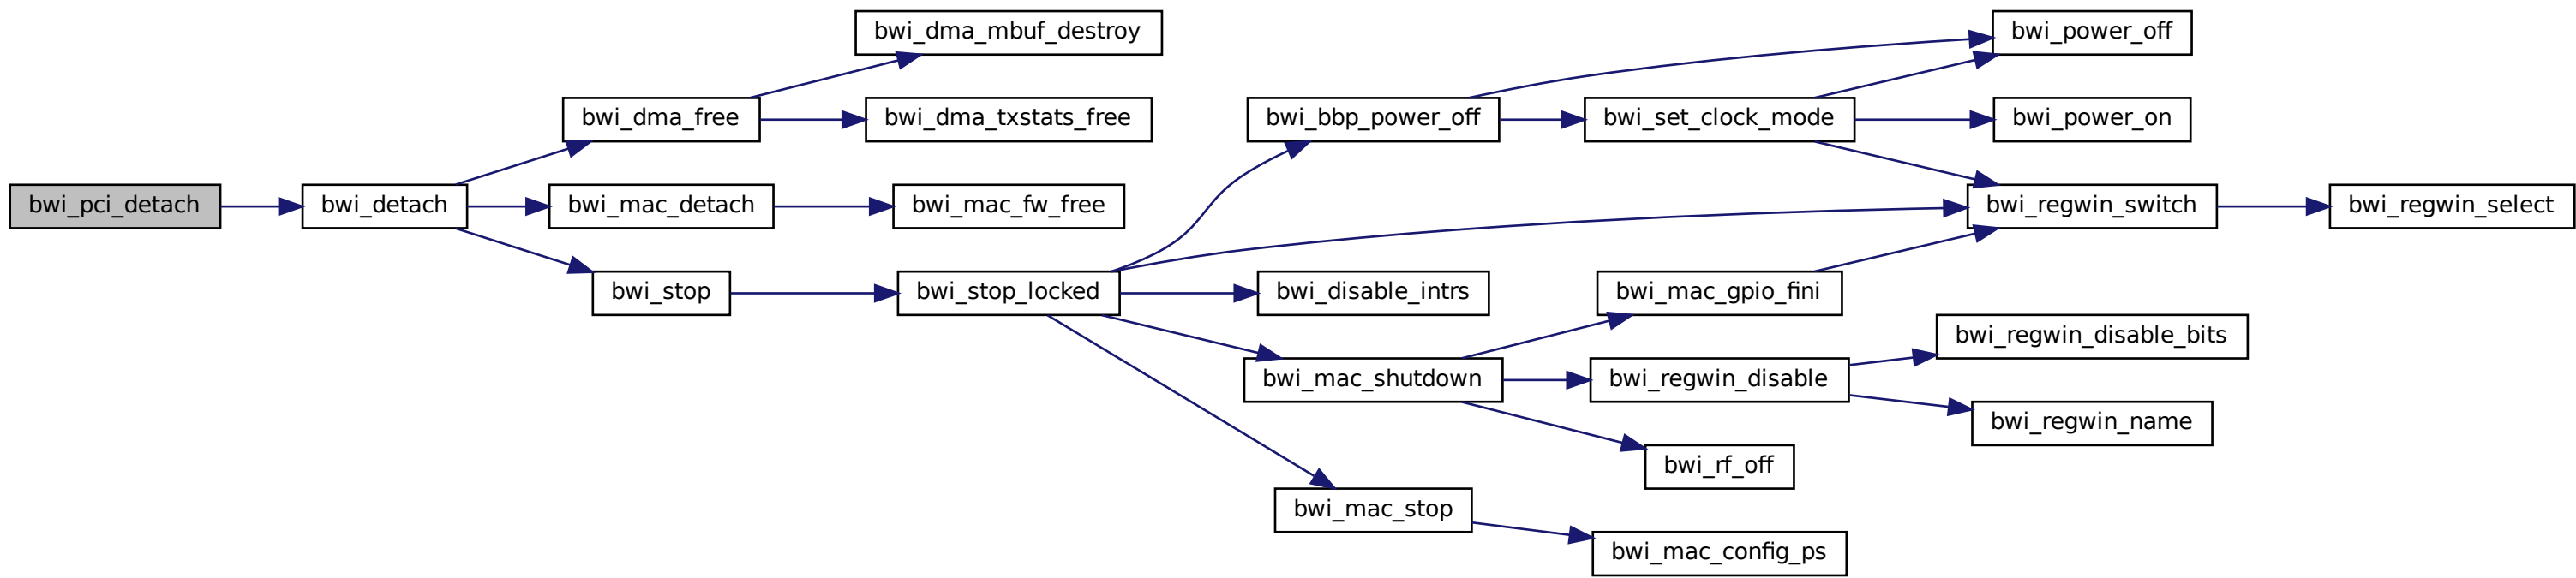 bwi_pci_detach
bwi_detach
bwi_dma_free
bwi_dma_mbuf_destroy
bwi_dma_txstats_free
bwi_mac_detach
bwi_mac_fw_free
bwi_stop
bwi_stop_locked
bwi_bbp_power_off
bwi_power_off
bwi_set_clock_mode
bwi_power_on
bwi_regwin_switch
bwi_regwin_select
bwi_disable_intrs
bwi_mac_shutdown
bwi_mac_gpio_fini
bwi_regwin_disable
bwi_regwin_disable_bits
bwi_regwin_name
bwi_rf_off
bwi_mac_stop
bwi_mac_config_ps